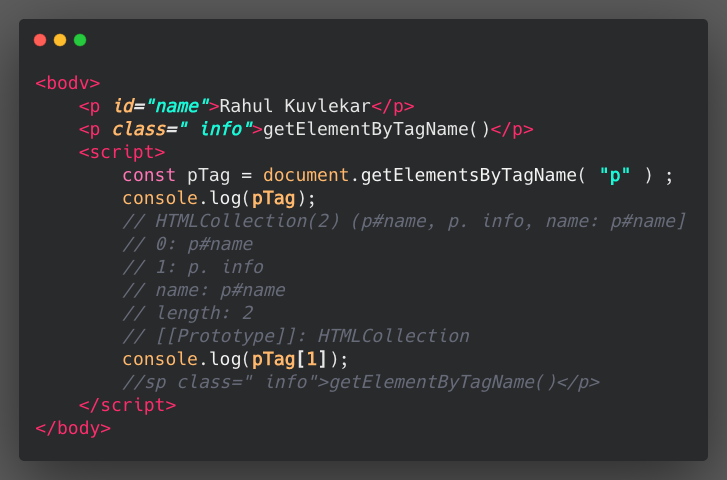 <bodv>
<p id="name">Rahul Kuvlekar</p>
<p class=" info">getElementByTagName()</p>
<script>
const pTag = document.getElementsByTagName( "p" ) ;
console.log(pTag);
// HTMLCollection(2) (p#name, p. info, name: p#name]
// 0: p#name
// 1: p. info
// name: p#name
// length: 2
// [[Prototype]]: HTMLCollection
console.log(pTag[1]);
//sp class=" info">getElementByTagName()</p>
</script>
</body>